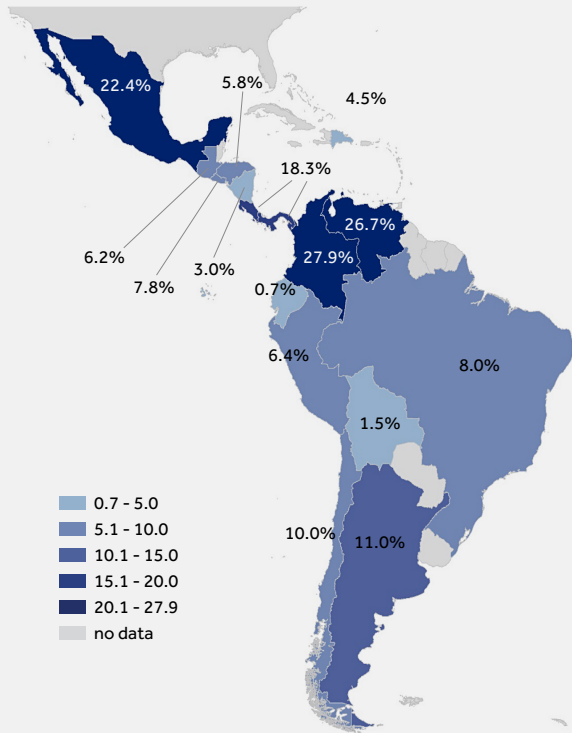 22.4%
5.8%
4.5%
18.3%
6.2%
7.8%
3.0%
26.7%
27.9%
0.7%
6.4%
8.0%
1.5%
10.0%
11.0%
0.7 - 5.0
5.1 - 10.0
10.1 - 15.0
15.1 - 20.0
20.1 - 27.9
no data